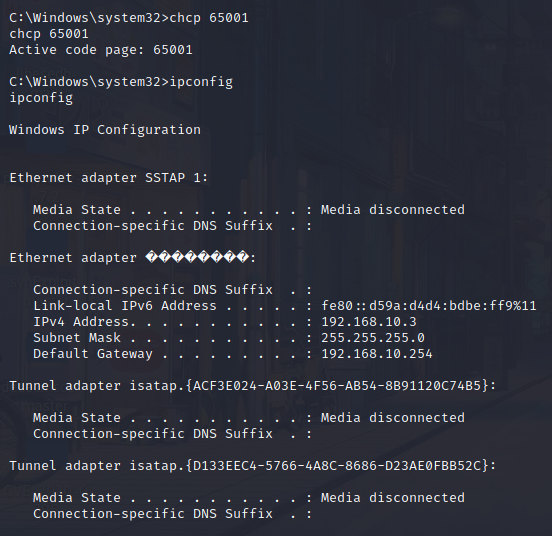 C:\Windows\system32>chcp 65001
chcp 65001
Active code page: 65001
C:\Windows\system32>ipconfig
ipconfig
Windows IP Configuration
Ethernet adapter SSTAP 1:
Media State . . . . . . . . . . . : Media disconnected
Connection-specific DNS Suffix  . :
Ethernet adapter ��������:
Connection-specific DNS Suffix  . :
Link-local IPv6 Address . . . . . : fe80::d59a:d4d4:bdbe:ff9%11
IPv4 Address. . . . . . . . . . . : 192.168.10.3
Subnet Mask . . . . . . . . . . . : 255.255.255.0
Default Gateway . . . . . . . . . : 192.168.10.254
Tunnel adapter isatap.{ACF3E024-A03E-4F56-AB54-8B91120C74B5}:
Media State . . . . . . . . . . . : Media disconnected
Connection-specific DNS Suffix  . :
Tunnel adapter isatap.{D133EEC4-5766-4A8C-8686-D23AE0FBB52C}:
Media State . . . . . . . . . . . : Media disconnected
Connection-specific DNS Suffix  . :